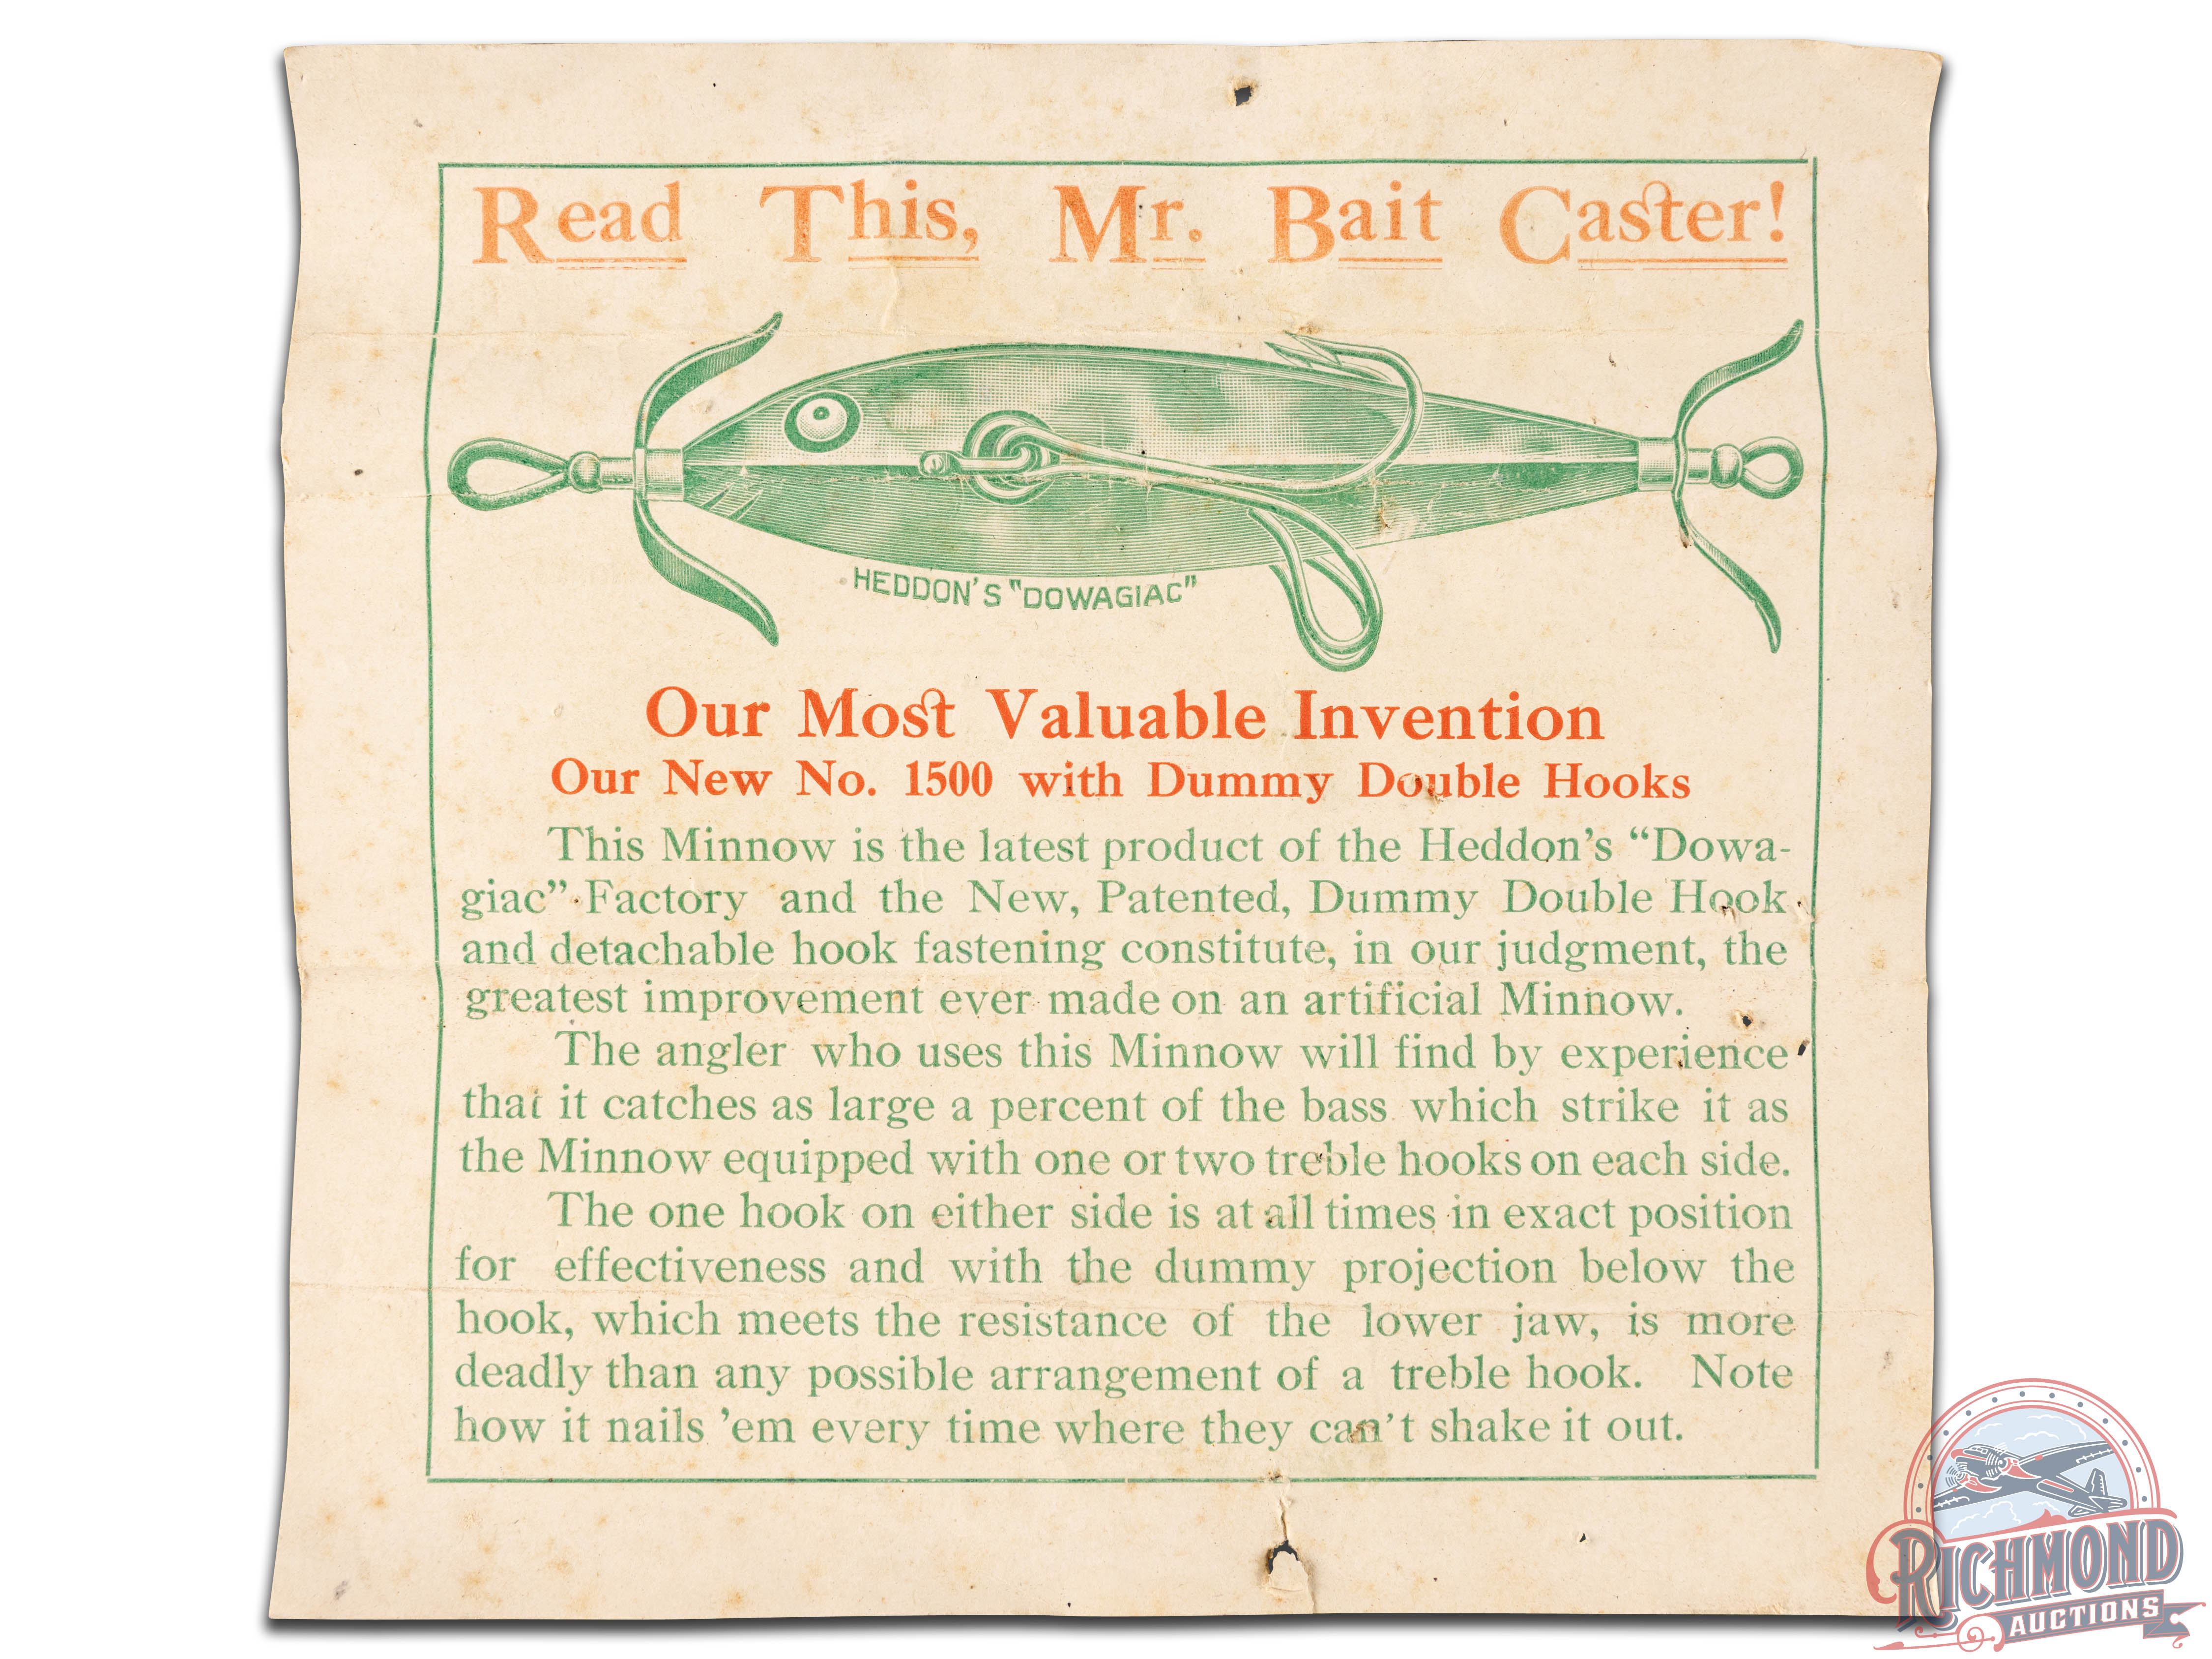 Read This, Mr. Bait Caster!
HEDDON'S "DOWAGIAC"
Our Most Valuable Invention
Our New No. 1500 with Dummy Double Hooks
This Minnow is the latest product of the Heddon's “Dowa-
giac” Factory and the New, Patented, Dummy Double Hook
and detachable hook fastening constitute, in our judgment, the
greatest improvement ever made on an artificial Minnow.
The angler who uses this Minnow will find by experience
that it catches as large a percent of the bass which strike it as
the Minnow equipped with one or two treble hooks on each side.
The one hook on either side is at all times in exact position
for effectiveness and with the dummy projection below the
hook, which meets the resistance of the lower jaw, is more
deadly than any possible arrangement of a treble hook. Note
how it nails 'em every time where they can't shake it out.
RICHMOND
AUCTIONS